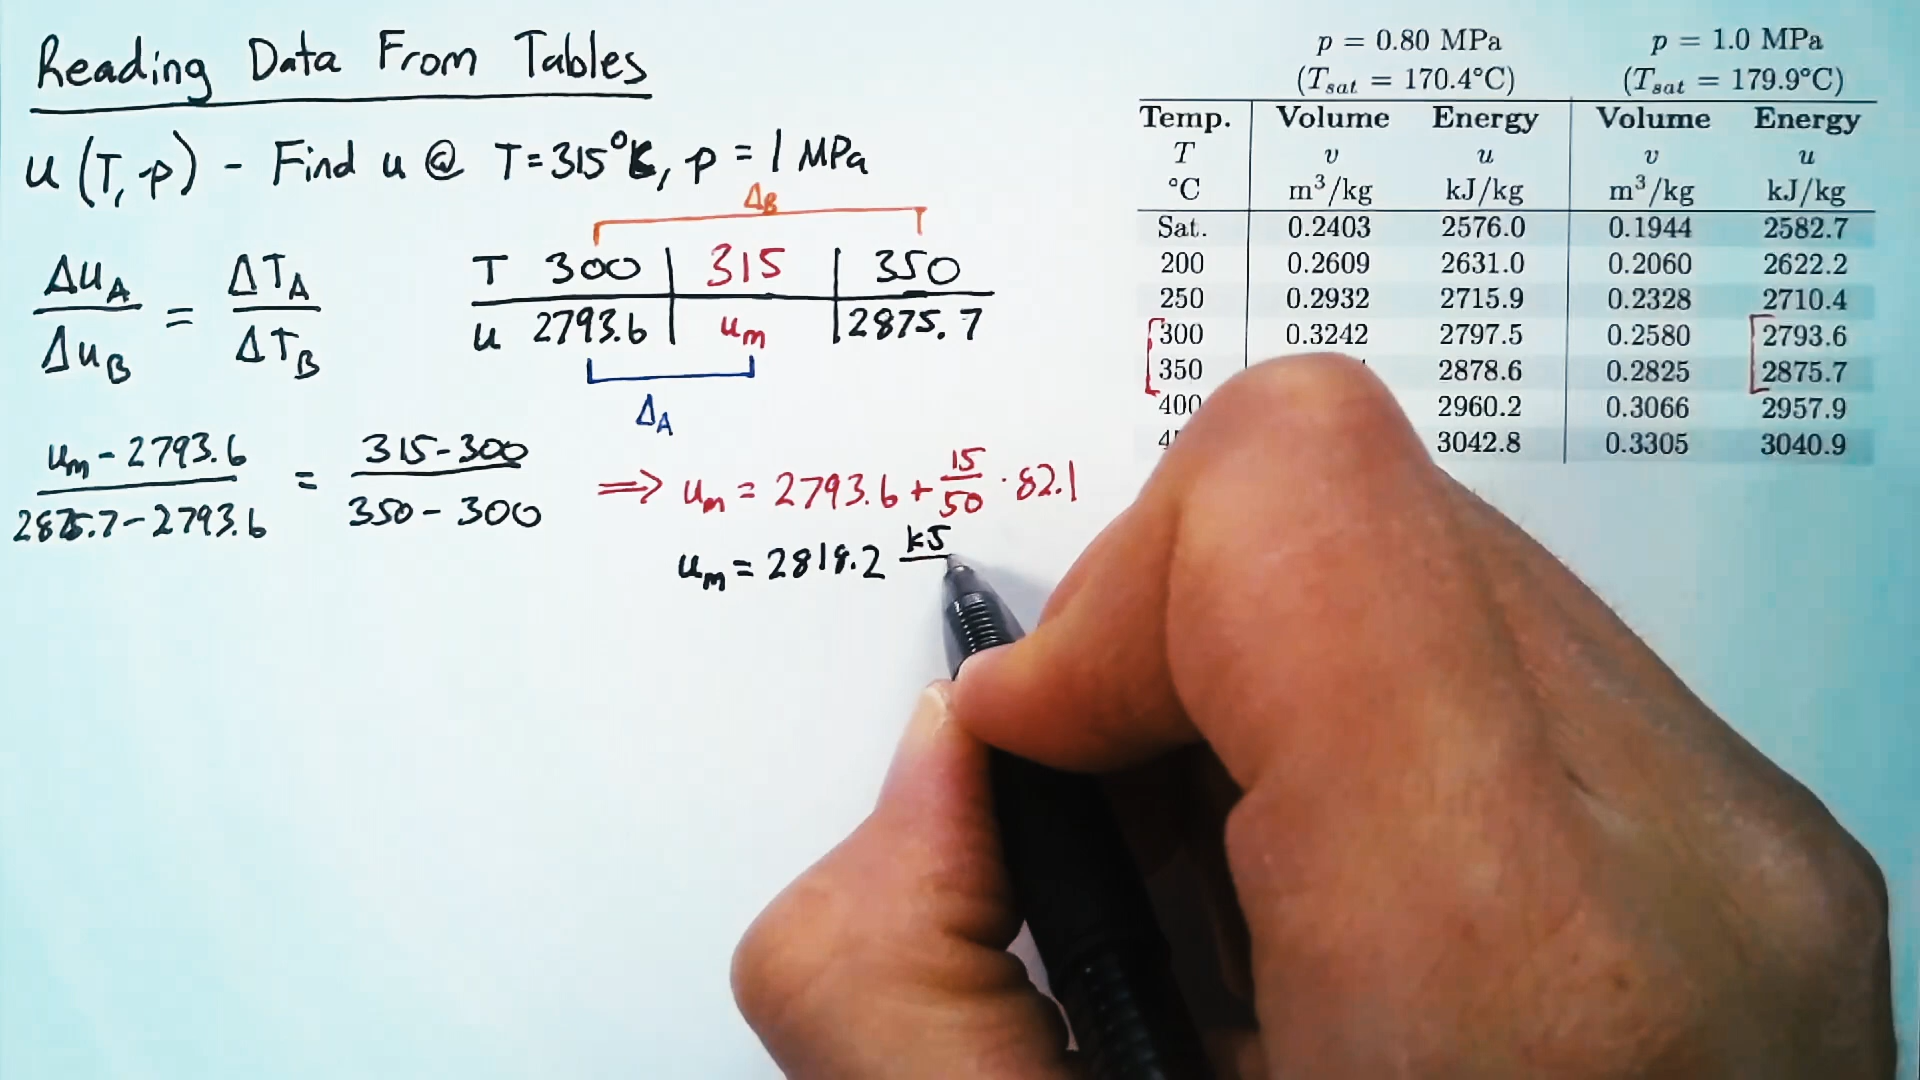 Reading Data From Tables
u (T, p) - Find u @ T = 315°C, p = 1 MPa
ΔB
ΔuA / ΔuB = ΔTA / ΔTB
T 300 | 315 | 350
u 2793.6 | um | 2875.7
ΔA
um - 2793.6 / 2875.7 - 2793.6 = 315 - 300 / 350 - 300 ⇒ um = 2793.6 + 15/50 · 82.1
um = 2818.2 kJ
p = 0.80 MPa p = 1.0 MPa
(Tsat = 170.4°C) (Tsat = 179.9°C)
Temp. Volume Energy Volume Energy
T v u v u
°C m³/kg kJ/kg m³/kg kJ/kg
Sat. 0.2403 2576.0 0.1944 2582.7
200 0.2609 2631.0 0.2060 2622.2
250 0.2932 2715.9 0.2328 2710.4
300 0.3242 2797.5 0.2580 2793.6
350 2878.6 0.2825 2875.7
400 2960.2 0.3066 2957.9
3042.8 0.3305 3040.9